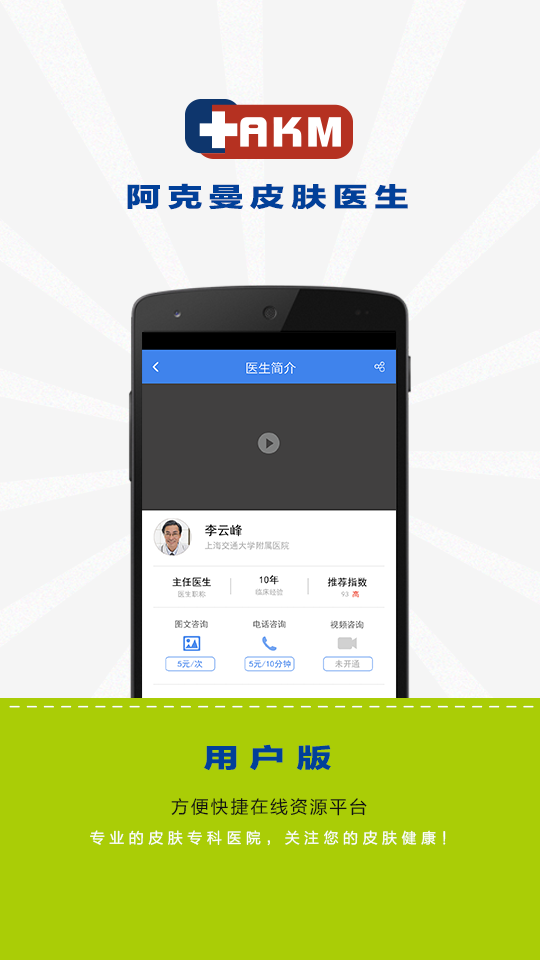 AKM
阿克曼皮肤医生
医生简介
李云峰
上海交通大学附属医院
主任医生 10年 推荐指数
医生职称 临床经验 93 高
图文咨询 电话咨询 视频咨询
5元/次 5元/10分钟 未开通
用户版
方便快捷在线资源平台
专业的皮肤专科医院，关注您的皮肤健康！